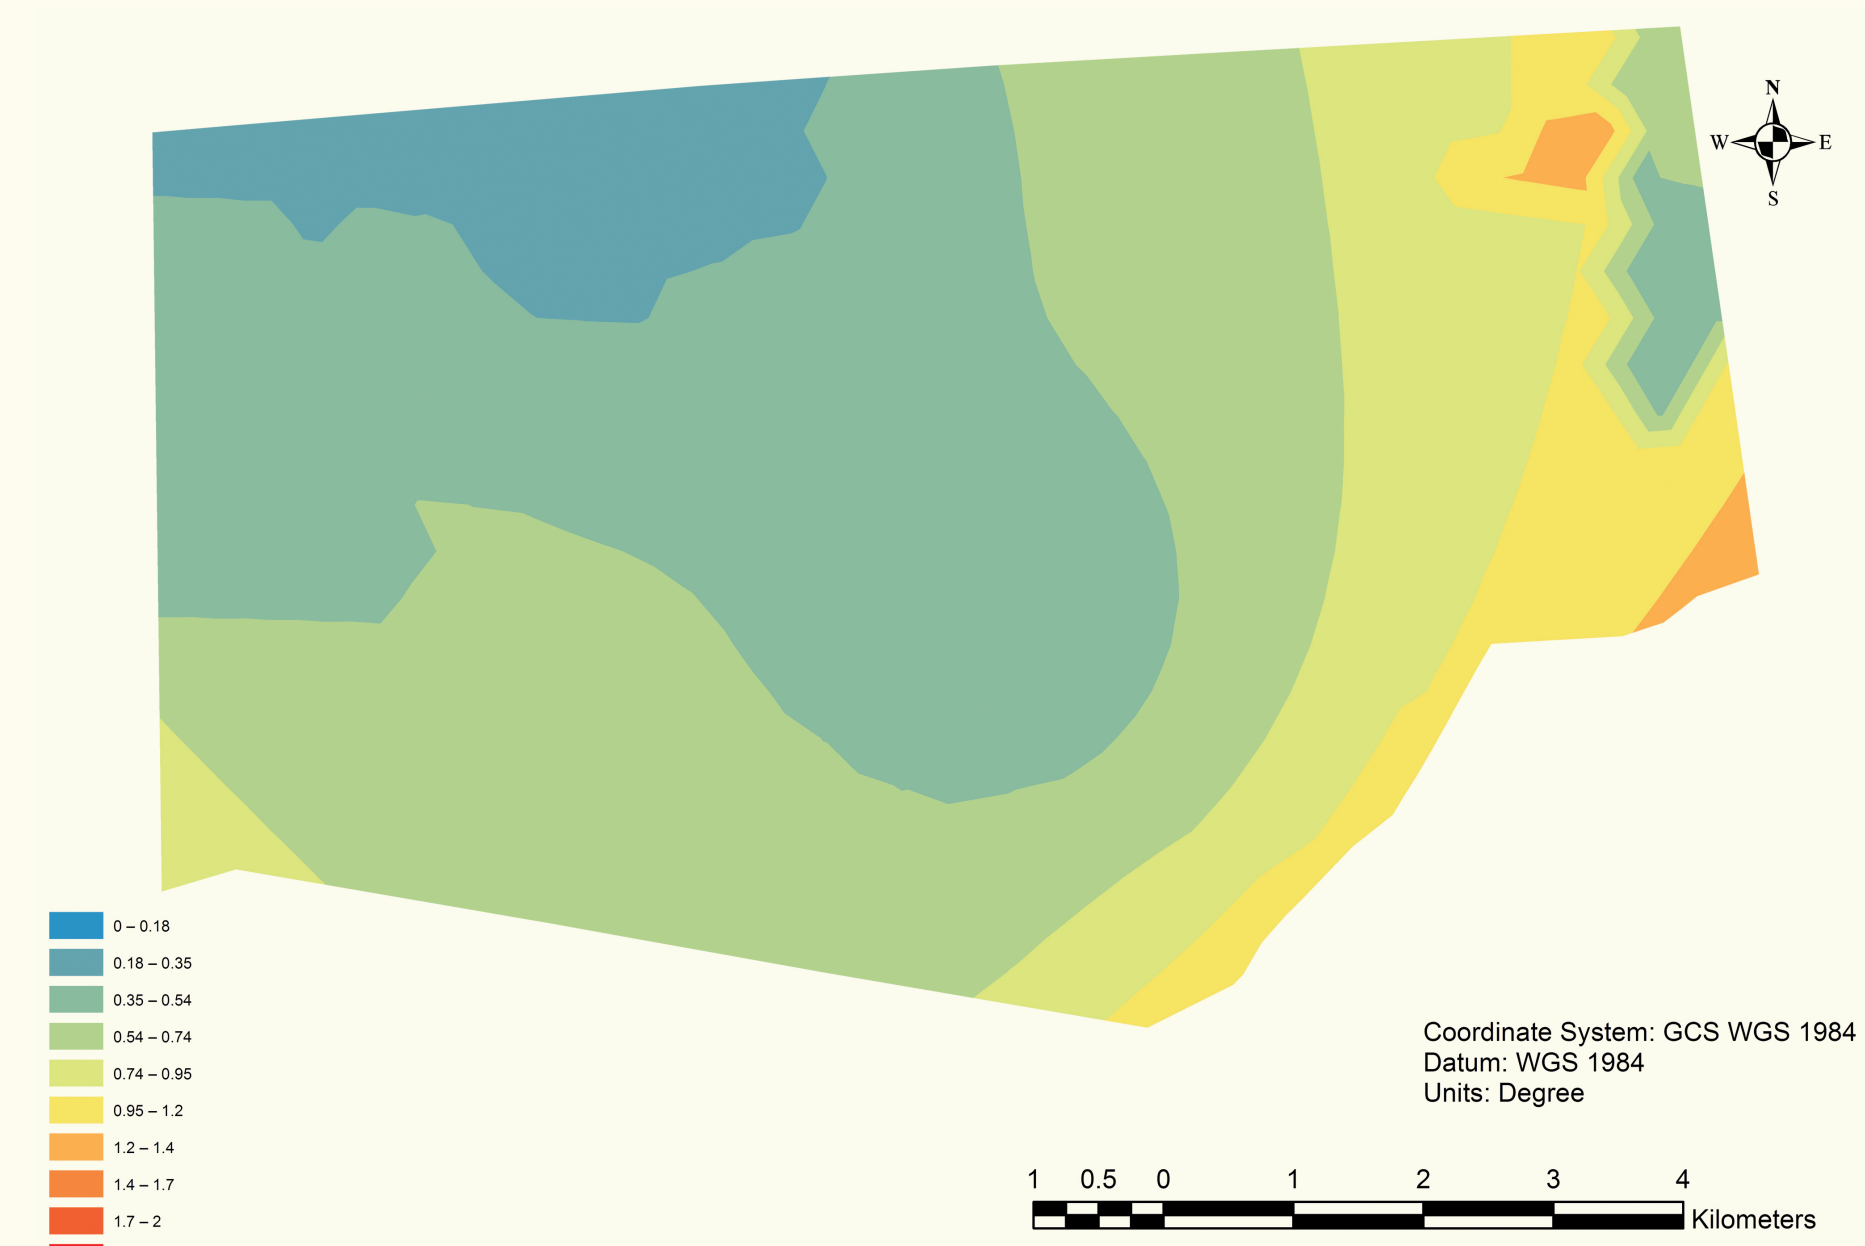 N
W E
S
0 – 0.18
0.18 – 0.35
0.35 – 0.54
0.54 – 0.74
0.74 – 0.95
0.95 – 1.2
1.2 – 1.4
1.4 – 1.7
1.7 – 2
Coordinate System: GCS WGS 1984
Datum: WGS 1984
Units: Degree
1 0.5 0 1 2 3 4
Kilometers